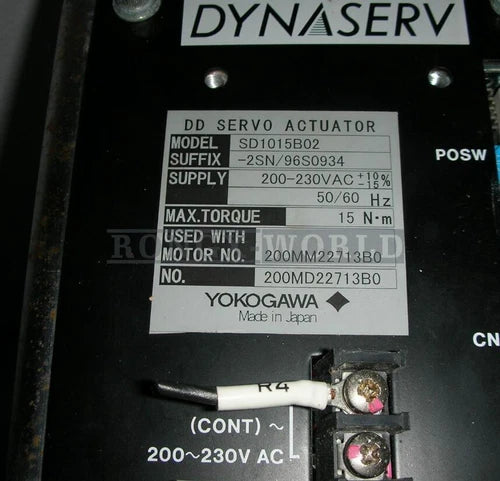 DYNASERV
DD SERVO ACTUATOR
MODEL SD1015B02
SUFFIX -2SN/96S0934
SUPPLY 200-230VAC +10%
-15%
50/60 Hz
MAX.TORQUE 15 N·m
USED WITH
MOTOR NO. 200MM22713B0
NO. 200MD22713B0
YOKOGAWA
Made in Japan
POSW
CN
R4
(CONT) ~
200~230V AC